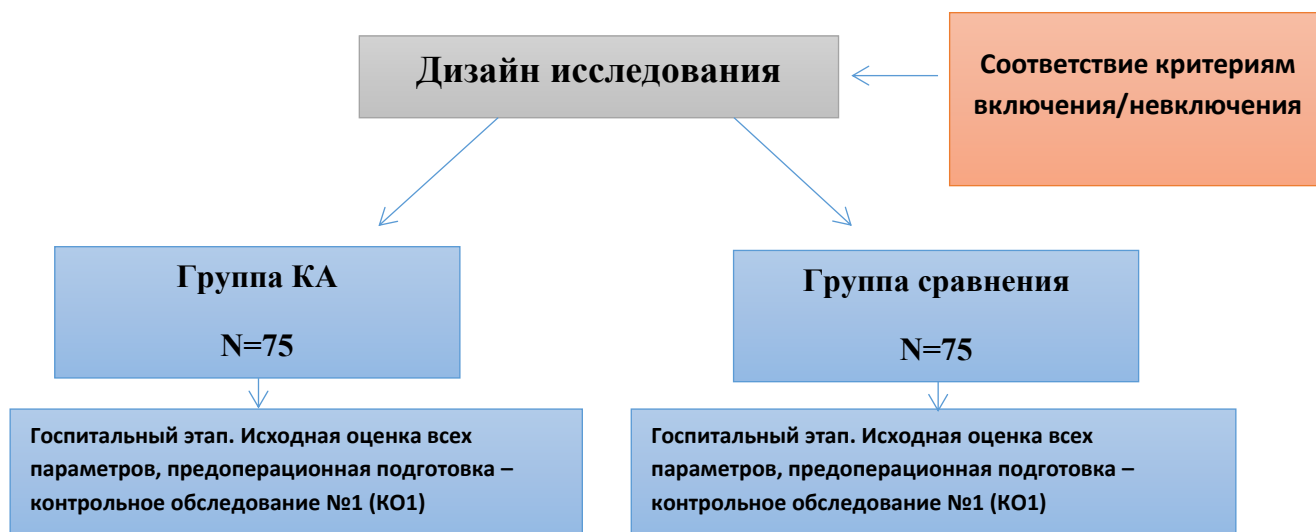 Дизайн исследования
Соответствие критериям
включения/невключения
Группа КА
N=75
Группа сравнения
N=75
Госпитальный этап. Исходная оценка всех
параметров, предоперационная подготовка –
контрольное обследование №1 (КО1)
Госпитальный этап. Исходная оценка всех
параметров, предоперационная подготовка –
контрольное обследование №1 (КО1)